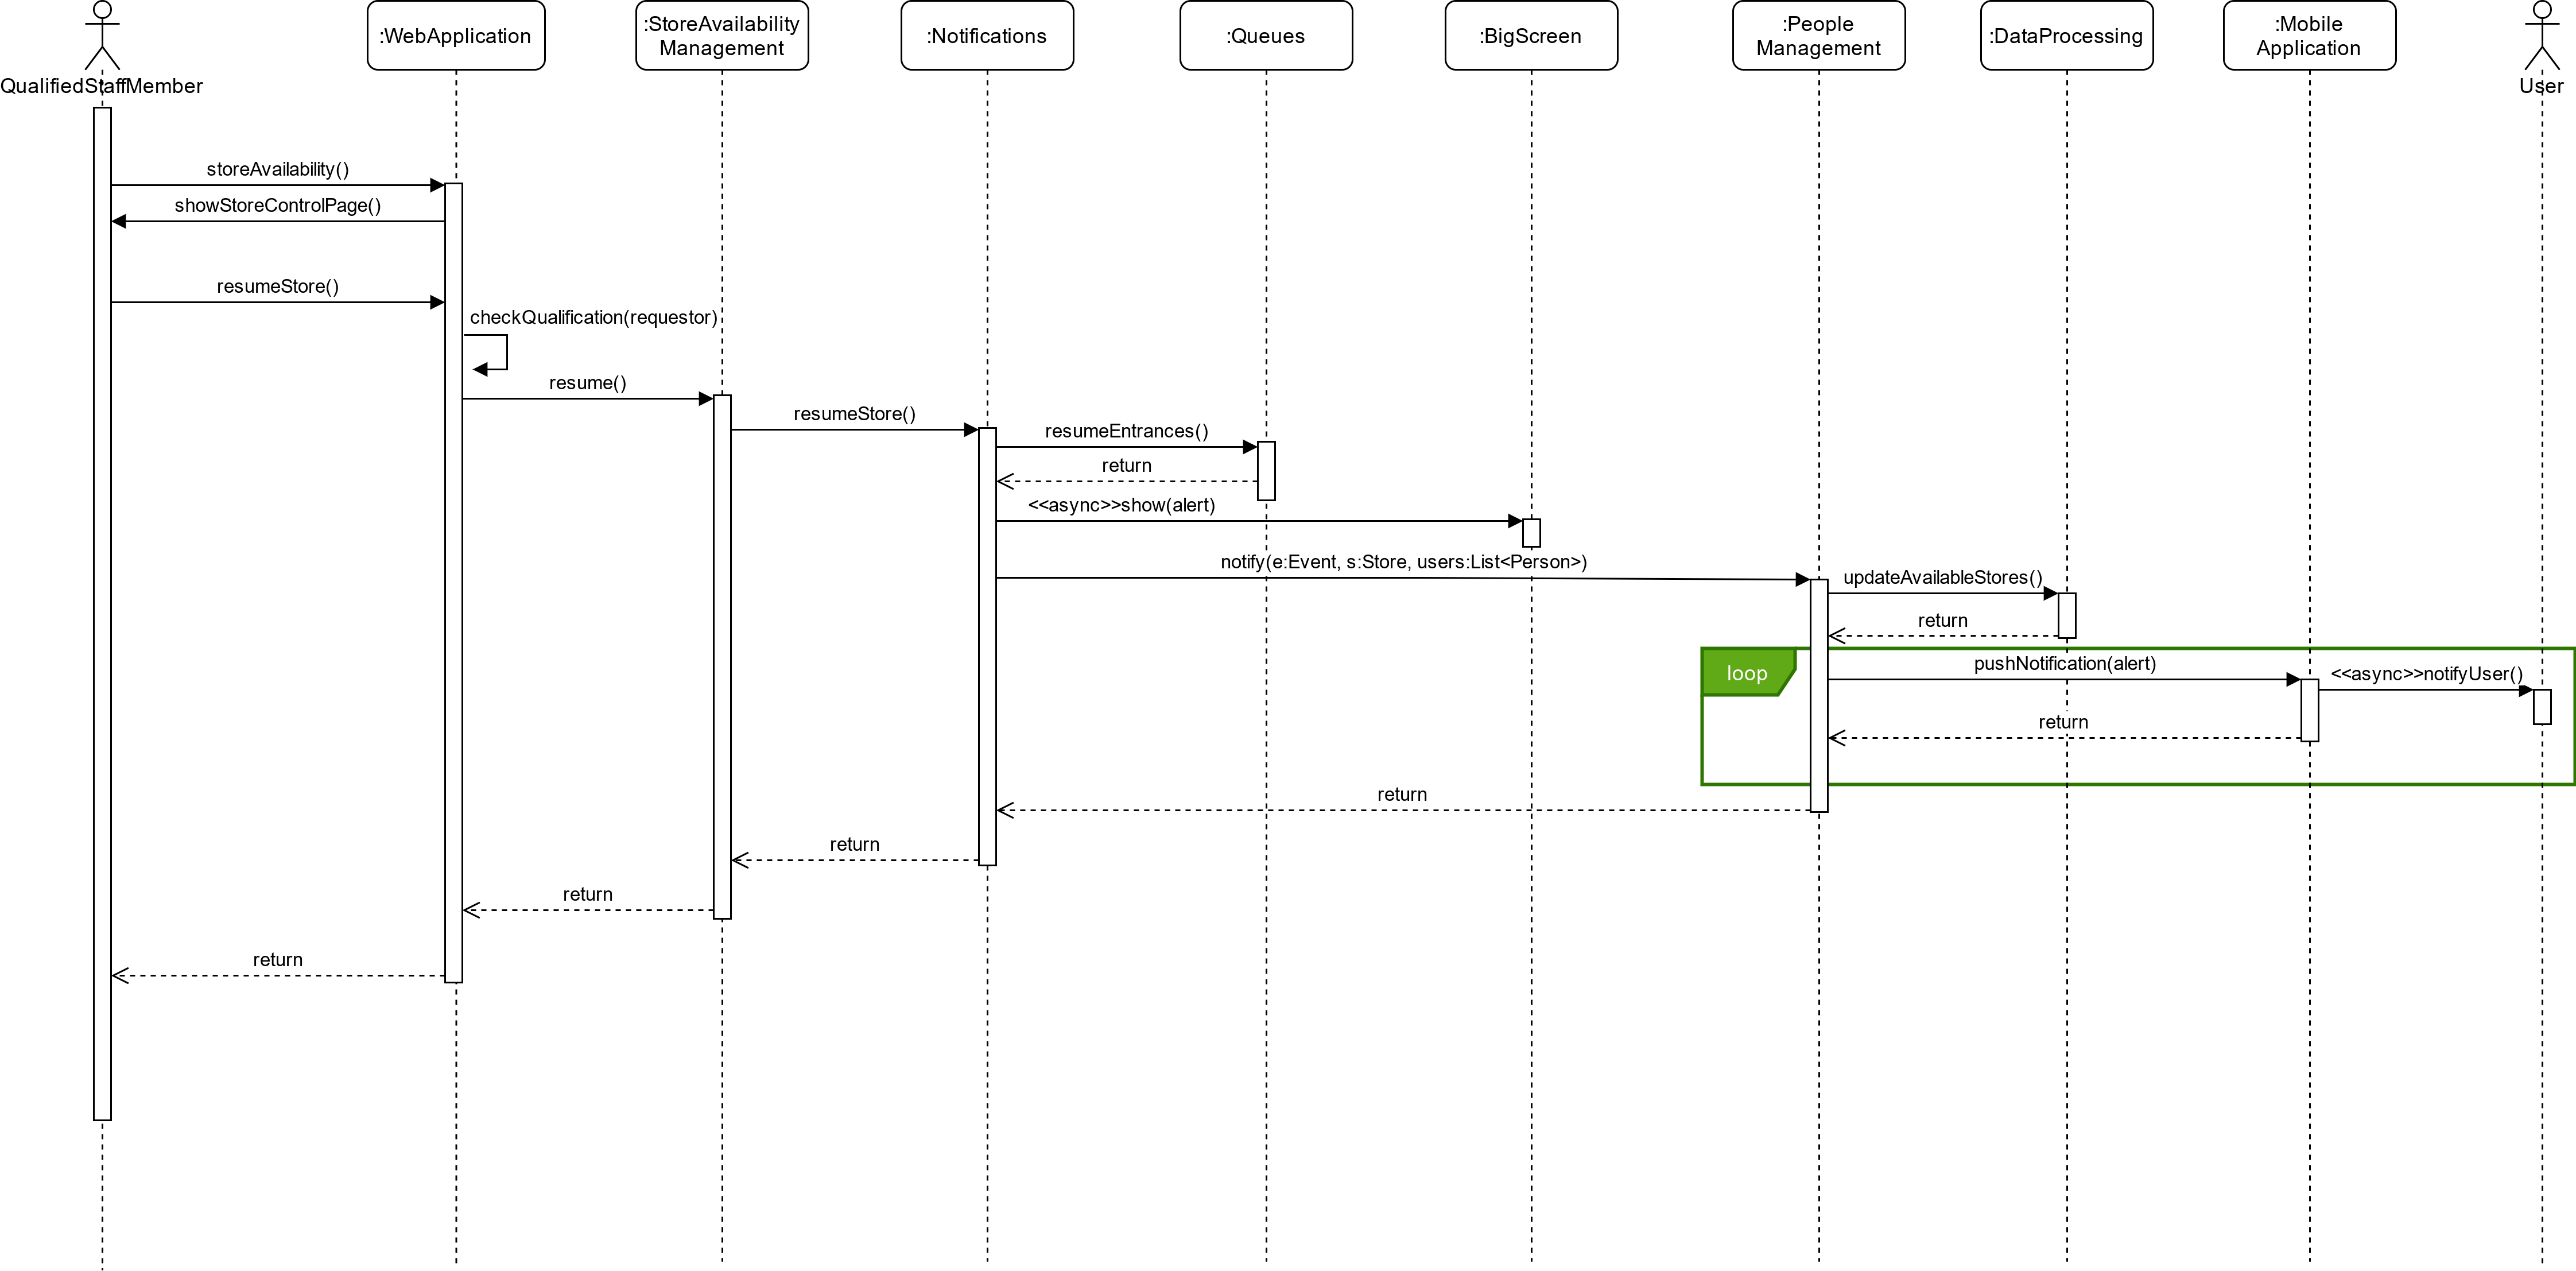 QualifiedStaffMember
:WebApplication
:StoreAvailability
Management
:Notifications
:Queues
:BigScreen
:People
Management
:DataProcessing
:Mobile
Application
User
storeAvailability()
showStoreControlPage()
resumeStore()
checkQualification(requestor)
resume()
resumeStore()
resumeEntrances()
return
<<async>>show(alert)
notify(e:Event, s:Store, users:List<Person>)
updateAvailableStores()
return
loop
pushNotification(alert)
<<async>>notifyUser()
return
return
return
return
return